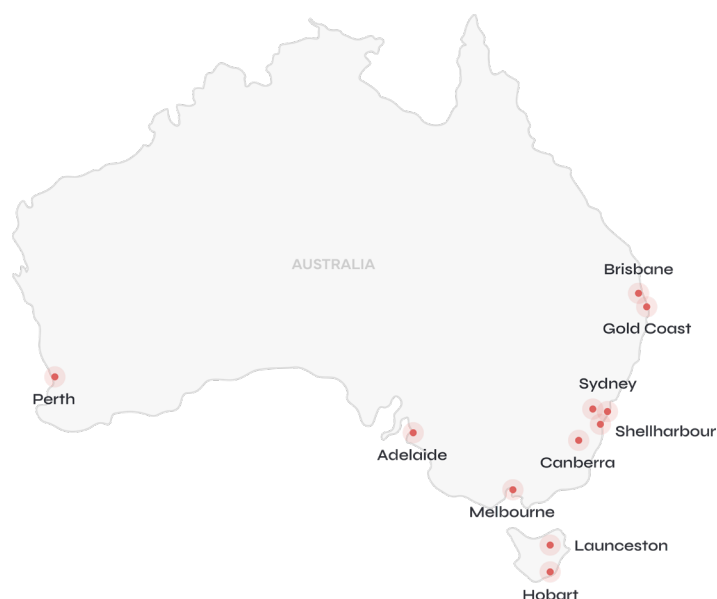 AUSTRALIA
Brisbane
Gold Coast
Sydney
Perth
Shellharbour
Adelaide
Canberra
Melbourne
Launceston
Hobart